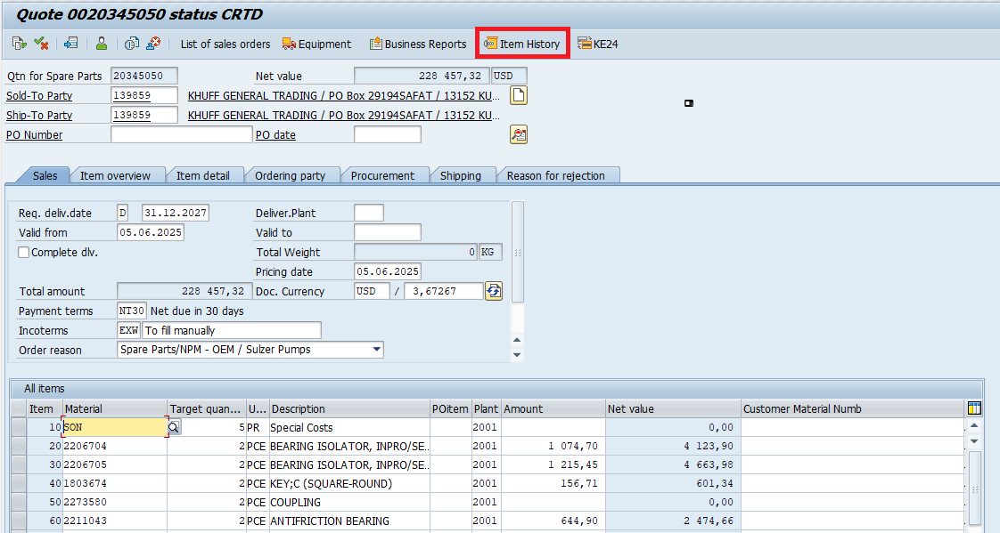 Quote 0020345050 status CRTD
List of sales orders Equipment Business Reports Item History KE24
Qtn for Spare Parts 20345050 Net value 228 457,32 USD
Sold-To Party 139859 KHUFF GENERAL TRADING / PO Box 29194SAFAT / 13152 KU...
Ship-To Party 139859 KHUFF GENERAL TRADING / PO Box 29194SAFAT / 13152 KU...
PO Number PO date
Sales Item overview Item detail Ordering party Procurement Shipping Reason for rejection
Req. deliv.date D 31.12.2027 Deliver.Plant
Valid from 05.06.2025 Valid to
Complete dlv. Total Weight 0 KG
Pricing date 05.06.2025
Total amount 228 457,32 Doc. Currency USD / 3,67267
Payment terms NT30 Net due in 30 days
Incoterms EXW To fill manually
Order reason Spare Parts/NPM - OEM / Sulzer Pumps
All items
Item Material Target quan... U... Description POitem Plant Amount Net value Customer Material Numb
10 SON 5 PR Special Costs 2001 0,00
20 2206704 2 PCE BEARING ISOLATOR, INPRO/SE.. 2001 1 074,70 4 123,90
30 2206705 2 PCE BEARING ISOLATOR, INPRO/SE.. 2001 1 215,45 4 663,98
40 1803674 2 PCE KEY;C (SQUARE-ROUND) 2001 156,71 601,34
50 2273580 2 PCE COUPLING 2001 0,00
60 2211043 2 PCE ANTIFRICTION BEARING 2001 644,90 2 474,66